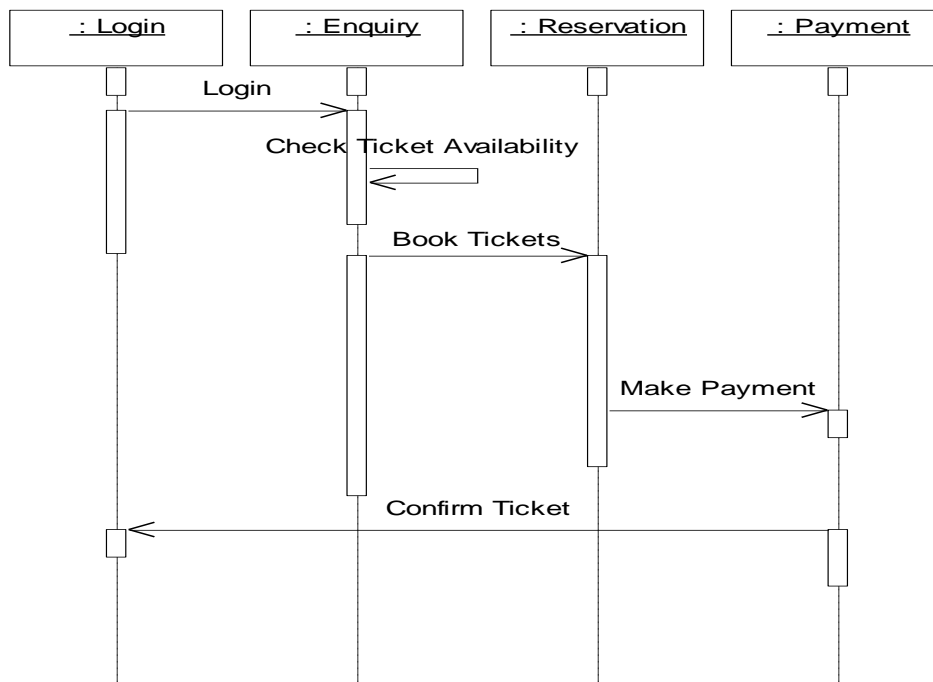 : Login
: Enquiry
: Reservation
: Payment
Login
Check Ticket Availability
Book Tickets
Make Payment
Confirm Ticket